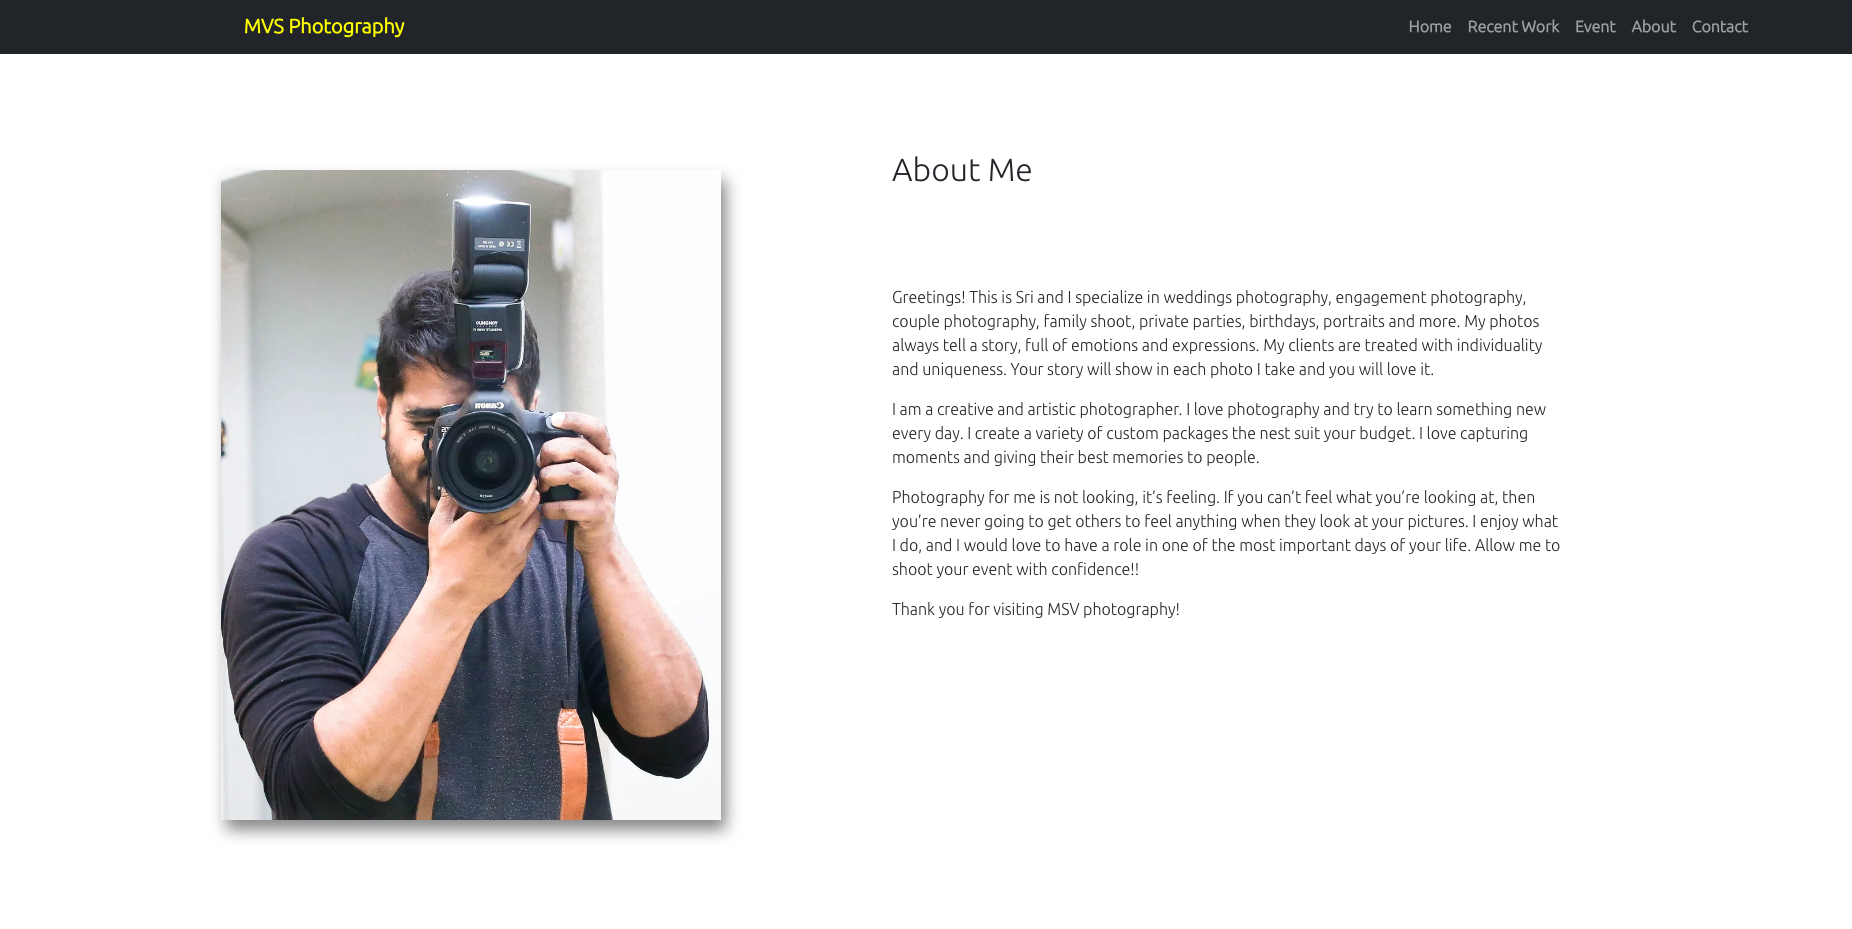 MVS Photography
Home Recent Work Event About Contact
About Me
Greetings! This is Sri and I specialize in weddings photography, engagement photography,
couple photography, family shoot, private parties, birthdays, portraits and more. My photos
always tell a story, full of emotions and expressions. My clients are treated with individuality
and uniqueness. Your story will show in each photo I take and you will love it.
I am a creative and artistic photographer. I love photography and try to learn something new
every day. I create a variety of custom packages the nest suit your budget. I love capturing
moments and giving their best memories to people.
Photography for me is not looking, it’s feeling. If you can’t feel what you’re looking at, then
you’re never going to get others to feel anything when they look at your pictures. I enjoy what
I do, and I would love to have a role in one of the most important days of your life. Allow me to
shoot your event with confidence!!
Thank you for visiting MSV photography!
YONGNUO
Canon